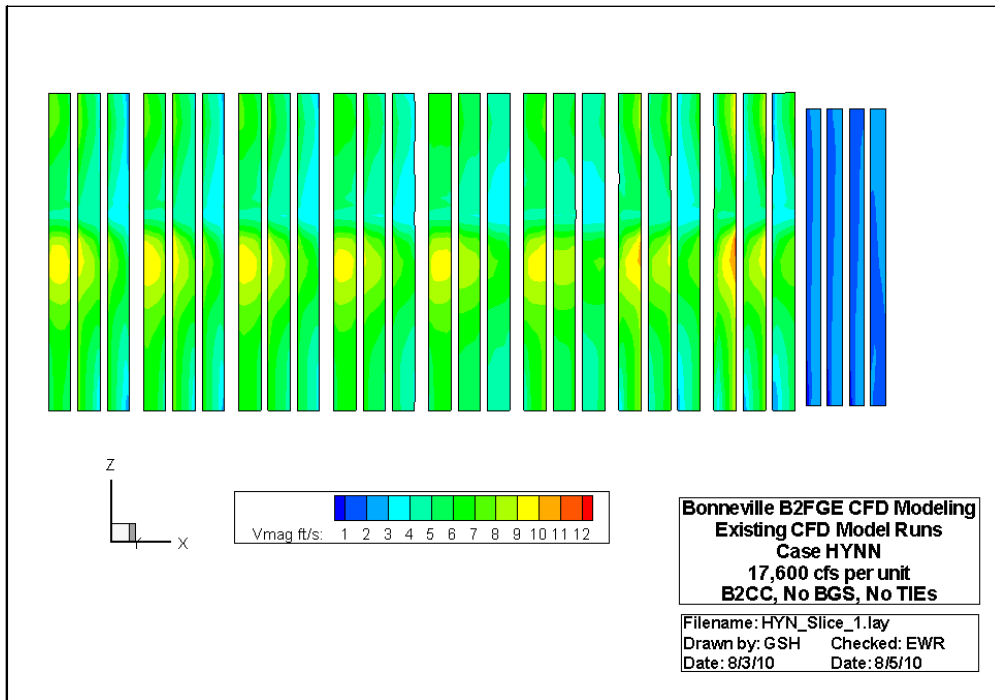 Z
X
Vmag ft/s: 1 2 3 4 5 6 7 8 9 10 11 12
Bonneville B2FGE CFD Modeling
Existing CFD Model Runs
Case HYNN
17,600 cfs per unit
B2CC, No BGS, No TIEs
Filename: HYN_Slice_1.lay
Drawn by: GSH Checked: EWR
Date: 8/3/10 Date: 8/5/10